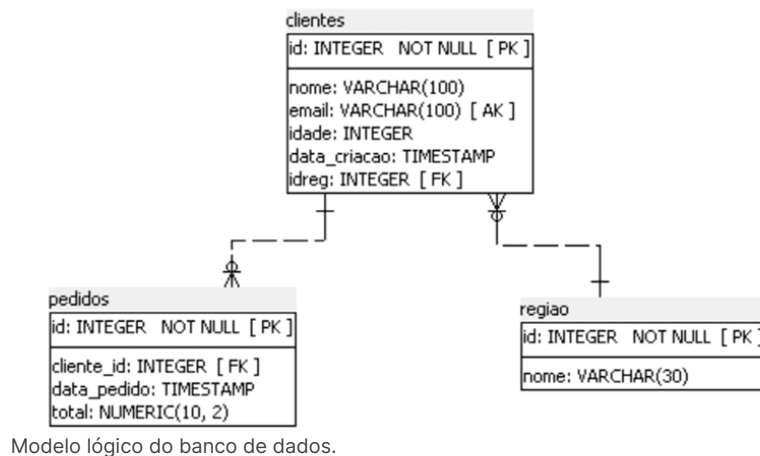 clientes
id: INTEGER NOT NULL [ PK ]
nome: VARCHAR(100)
email: VARCHAR(100) [ AK ]
idade: INTEGER
data_criacao: TIMESTAMP
idreg: INTEGER [ FK ]
pedidos
id: INTEGER NOT NULL [ PK ]
cliente_id: INTEGER [ FK ]
data_pedido: TIMESTAMP
total: NUMERIC(10, 2)
regiao
id: INTEGER NOT NULL [ PK ]
nome: VARCHAR(30)
Modelo lógico do banco de dados.